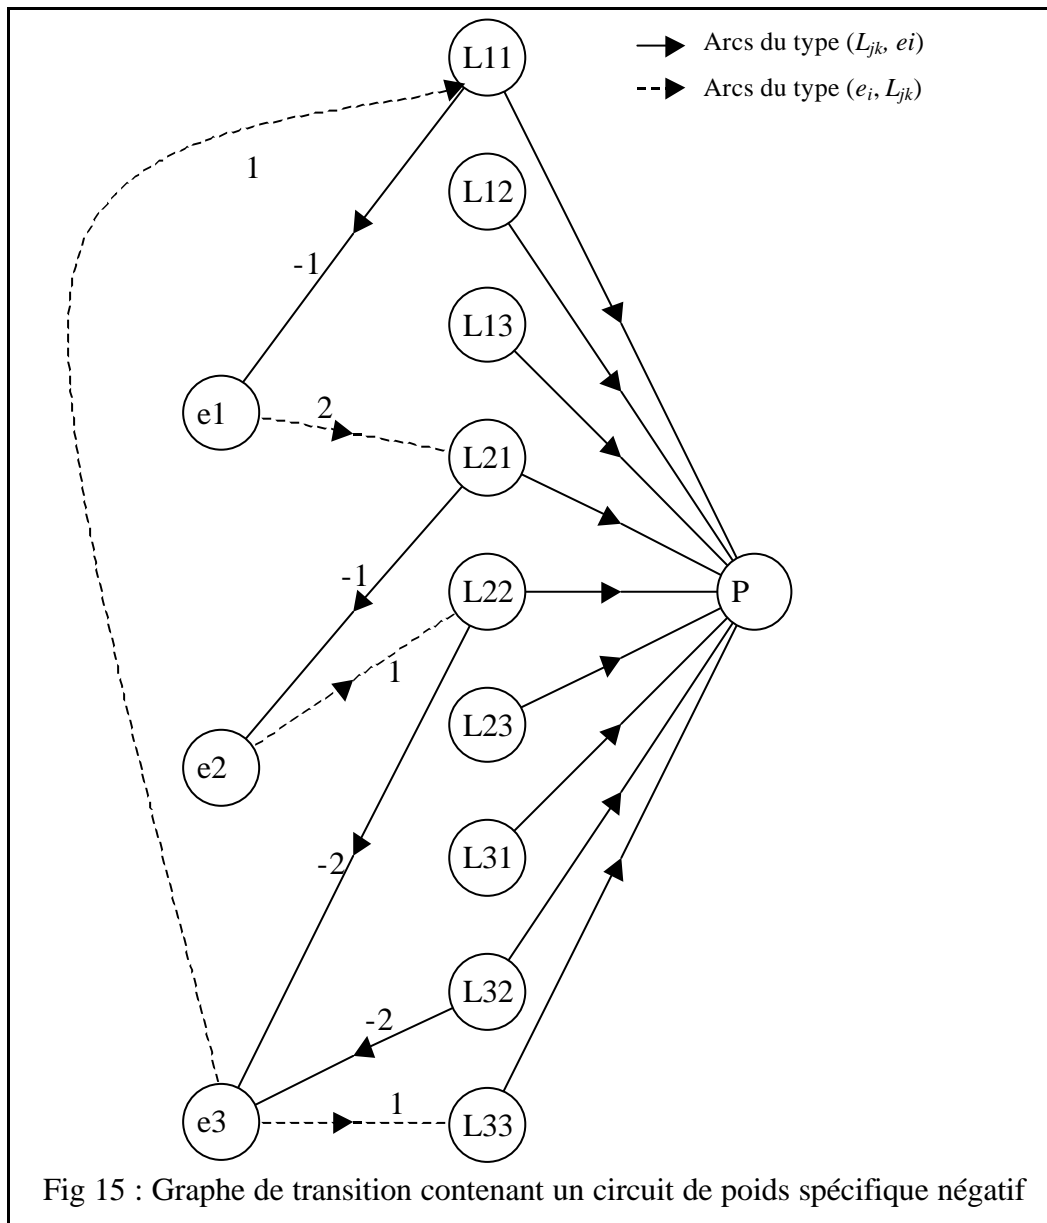 L11
Arcs du type (Ljk, ei)
Arcs du type (ei, Ljk)
1
L12
-1
L13
e1
2
L21
-1
L22
P
1
L23
e2
-2
L31
L32
-2
e3
1
L33
Fig 15 : Graphe de transition contenant un circuit de poids spécifique négatif